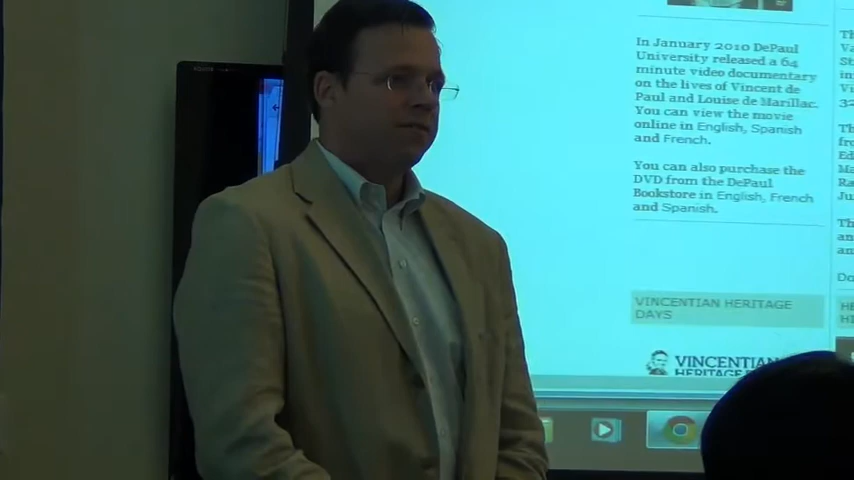 In January 2010 DePaul
University released a 64
minute video documentary
on the lives of Vincent de
Paul and Louise de Marillac.
You can view the movie
online in English, Spanish
and French.
You can also purchase the
DVD from the DePaul
Bookstore in English, French
and Spanish.
VINCENTIAN HERITAGE
DAYS
VINCENTIAN